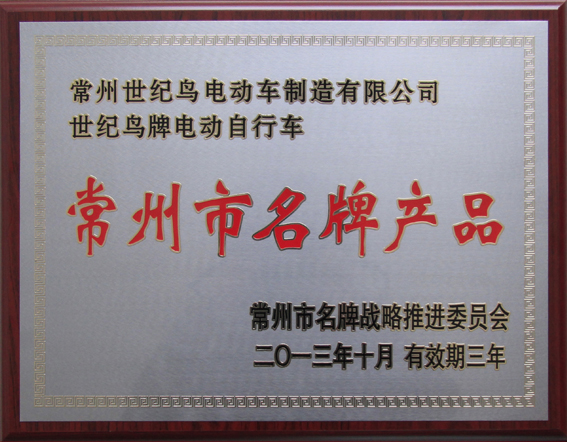 常州世纪鸟电动车制造有限公司
世纪鸟牌电动自行车
常州市名牌产品
常州市名牌战略推进委员会
二〇一三年十月 有效期三年